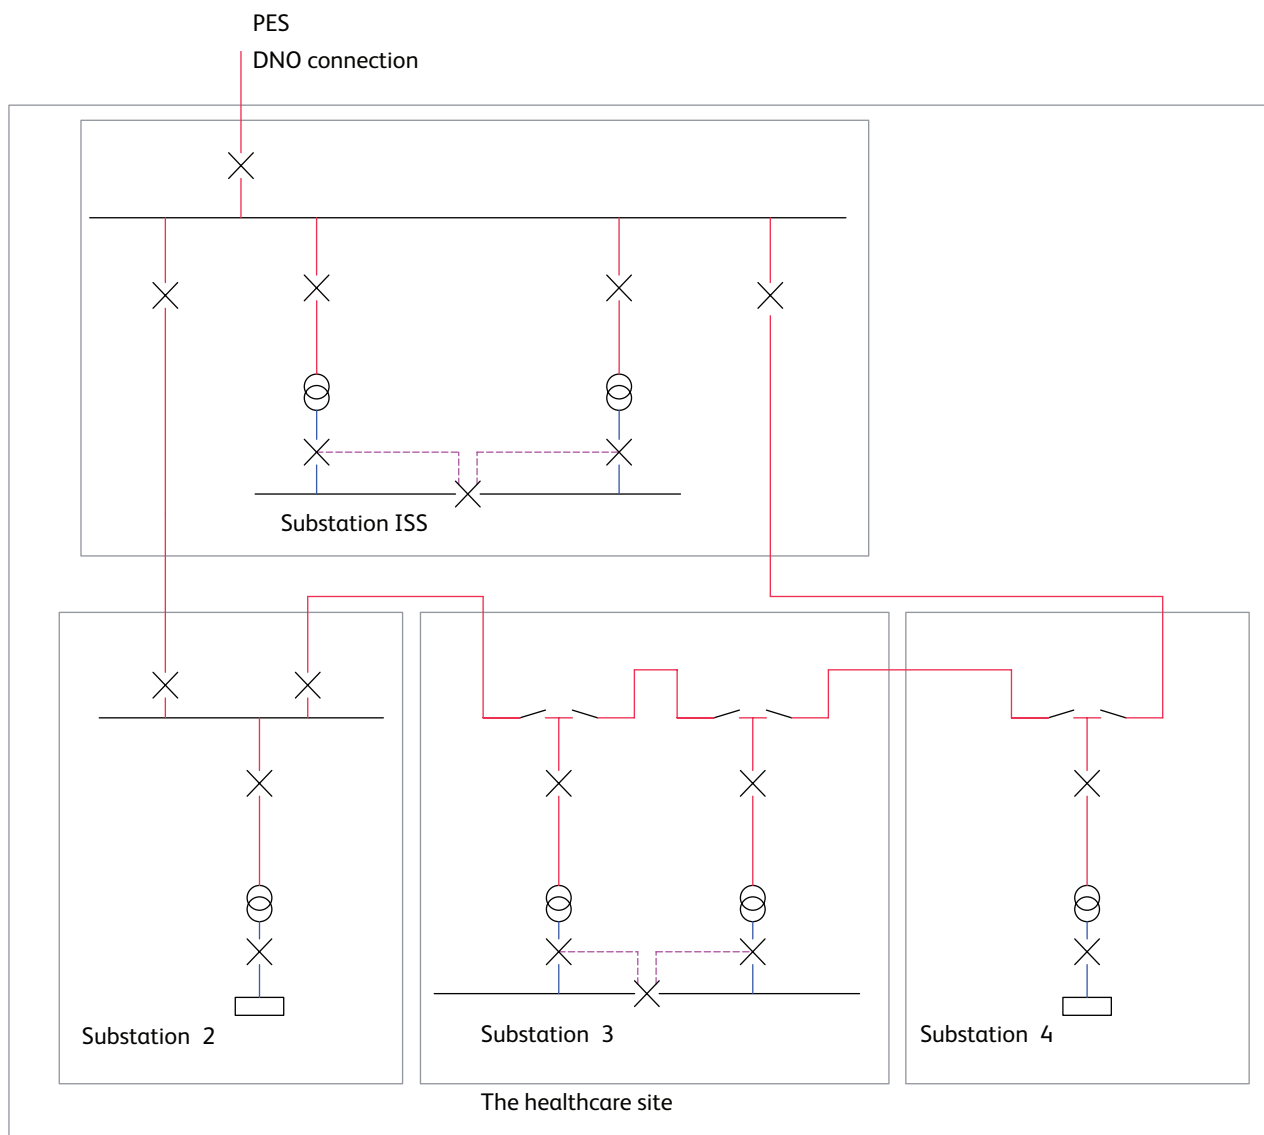 PES
DNO connection
Substation ISS
Substation 2
Substation 3
Substation 4
The healthcare site